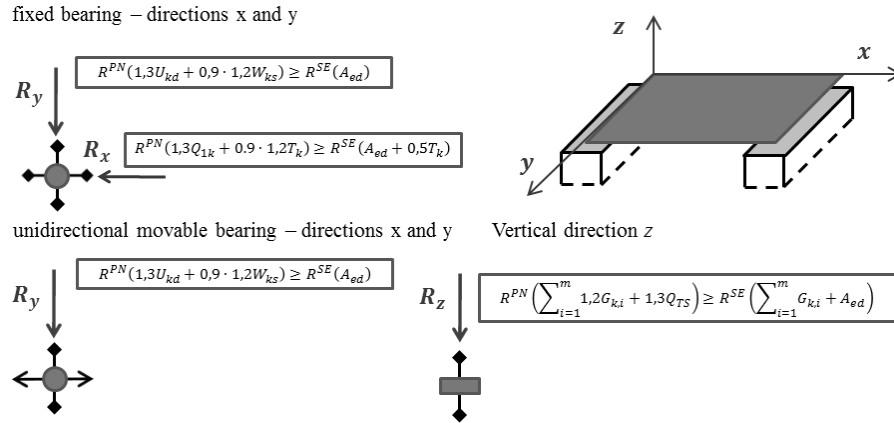 fixed bearing – directions x and y
R^{PN}(1,3U_{kd} + 0,9 · 1,2W_{ks}) ≥ R^{SE}(A_{ed})
R_y
R_x
R^{PN}(1.3Q_{1k} + 0.9 · 1,2T_k) ≥ R^{SE}(A_{ed} + 0,5T_k)
z
x
y
unidirectional movable bearing – directions x and y
R^{PN}(1,3U_{kd} + 0,9 · 1,2W_{ks}) ≥ R^{SE}(A_{ed})
R_y
Vertical direction z
R_z
R^{PN}(∑_{i=1}^{m} 1,2G_{k,i} + 1,3Q_{TS}) ≥ R^{SE}(∑_{i=1}^{m} G_{k,i} + A_{ed})